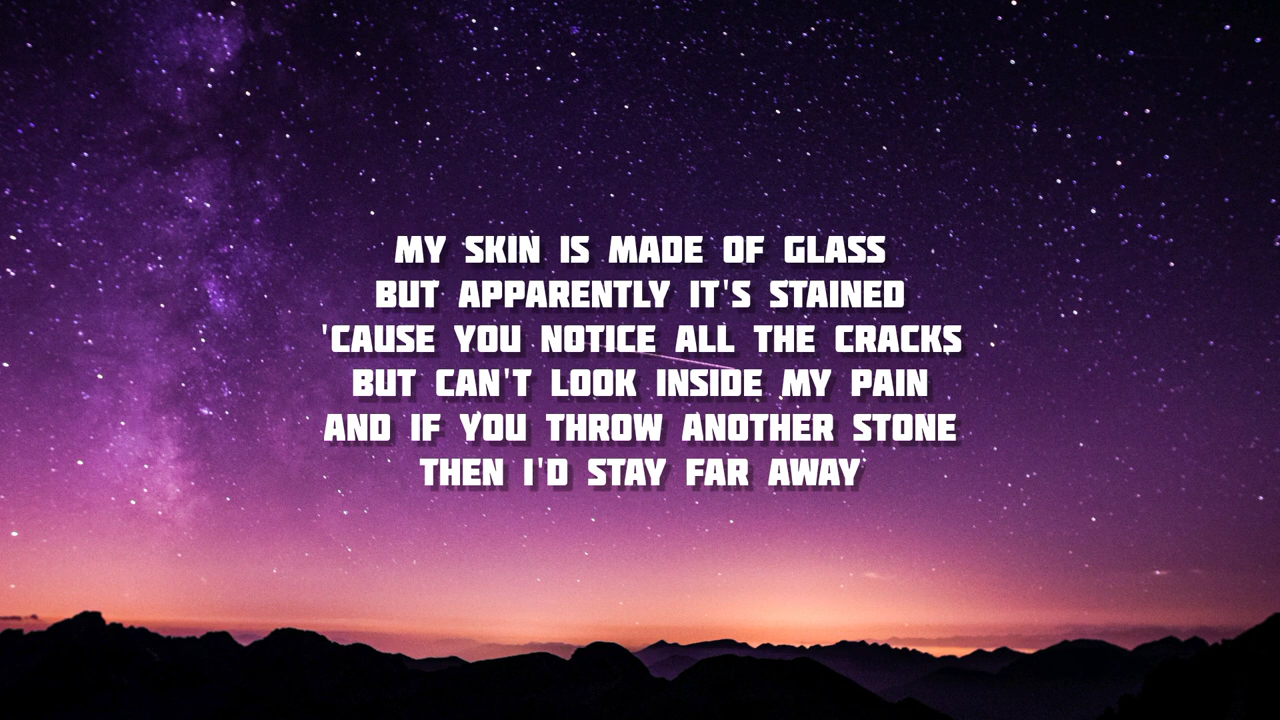 MY SKIN IS MADE OF GLASS
BUT APPARENTLY IT'S STAINED
'CAUSE YOU NOTICE ALL THE CRACKS
BUT CAN'T LOOK INSIDE MY PAIN
AND IF YOU THROW ANOTHER STONE
THEN I'D STAY FAR AWAY